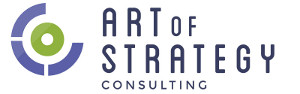 ART OF
STRATEGY
CONSULTING